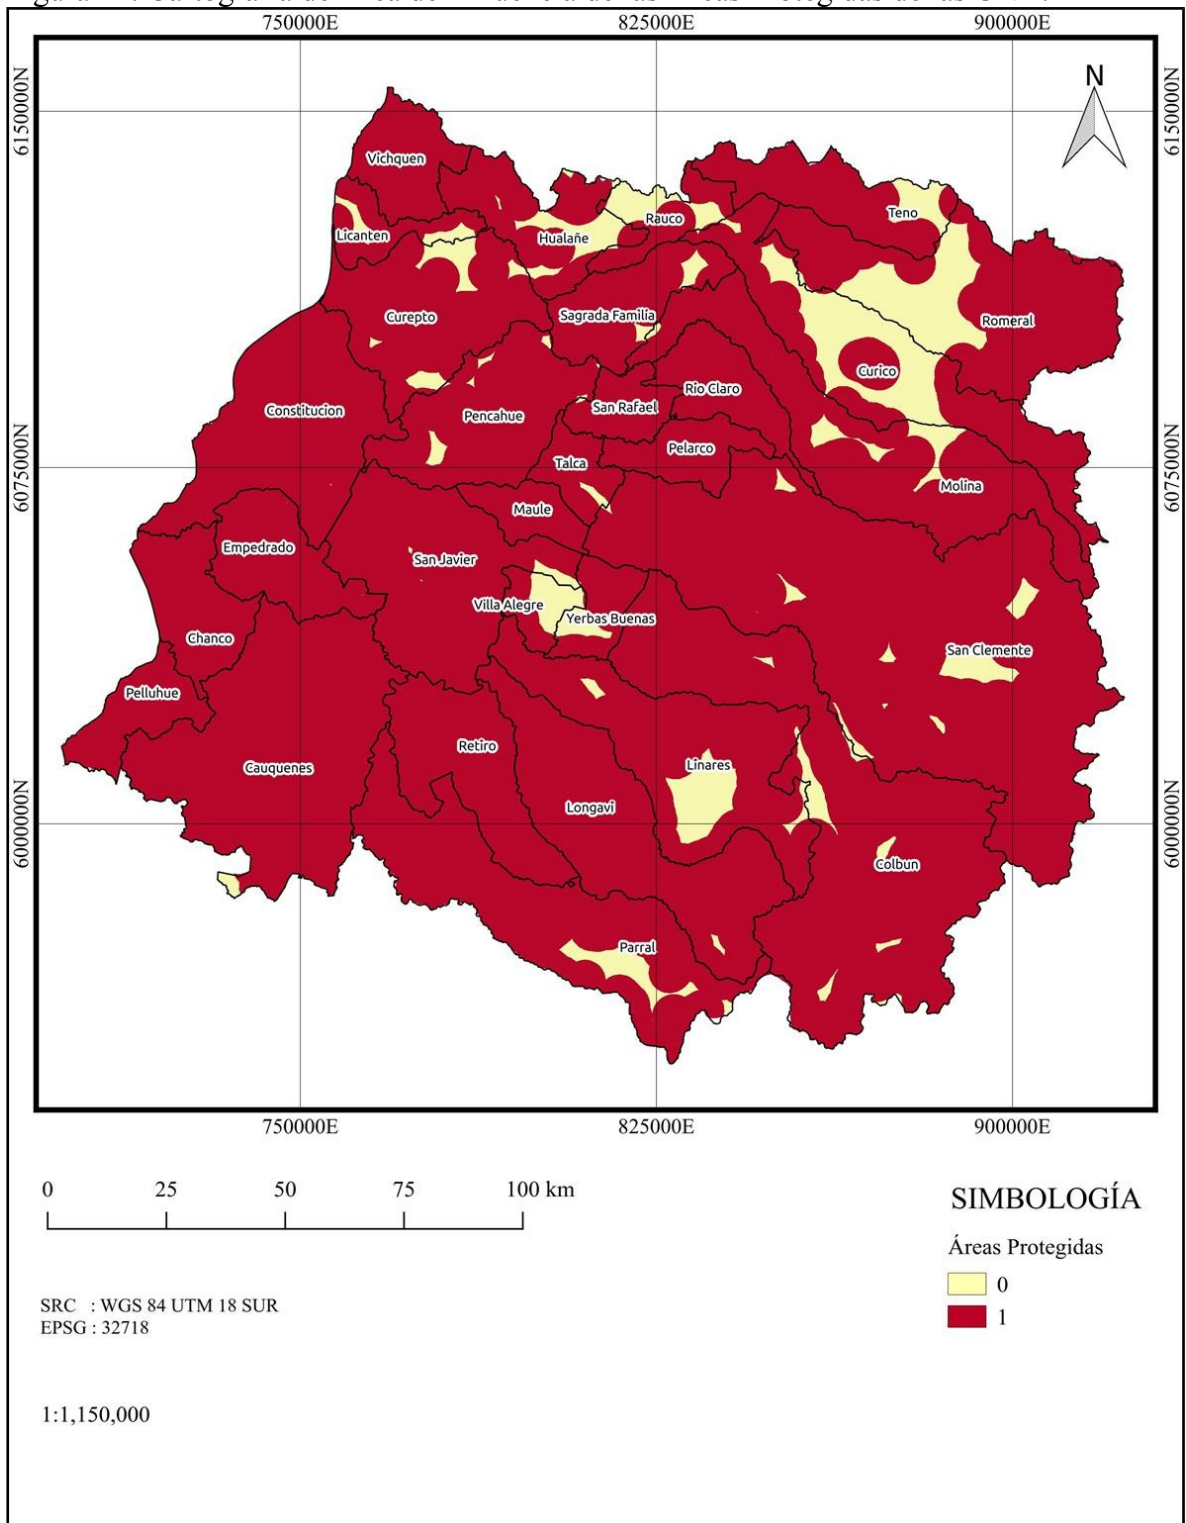 750000E 825000E 900000E
6150000N 6150000N
N
Vichquen
Teno
Rauco
Licanten
Hualañe
Curepto
Sagrada Familia
Romeral
Curico
Rio Claro
Constitucion
San Rafael
Pencahue
Pelarco
Talca
6075000N 6075000N
Molina
Maule
Empedrado
San Javier
Villa Alegre
Yerbas Buenas
Chanco
San Clemente
Pelluhue
Retiro
Linares
Cauquenes
Longavi
6000000N 6000000N
Colbun
Parral
750000E 825000E 900000E
0 25 50 75 100 km
SIMBOLOGÍA
Áreas Protegidas
0
1
SRC : WGS 84 UTM 18 SUR
EPSG : 32718
1:1,150,000